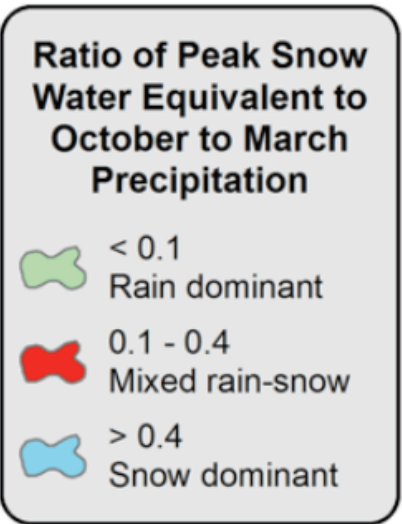 Ratio of Peak Snow
Water Equivalent to
October to March
Precipitation
< 0.1
Rain dominant
0.1 - 0.4
Mixed rain-snow
> 0.4
Snow dominant